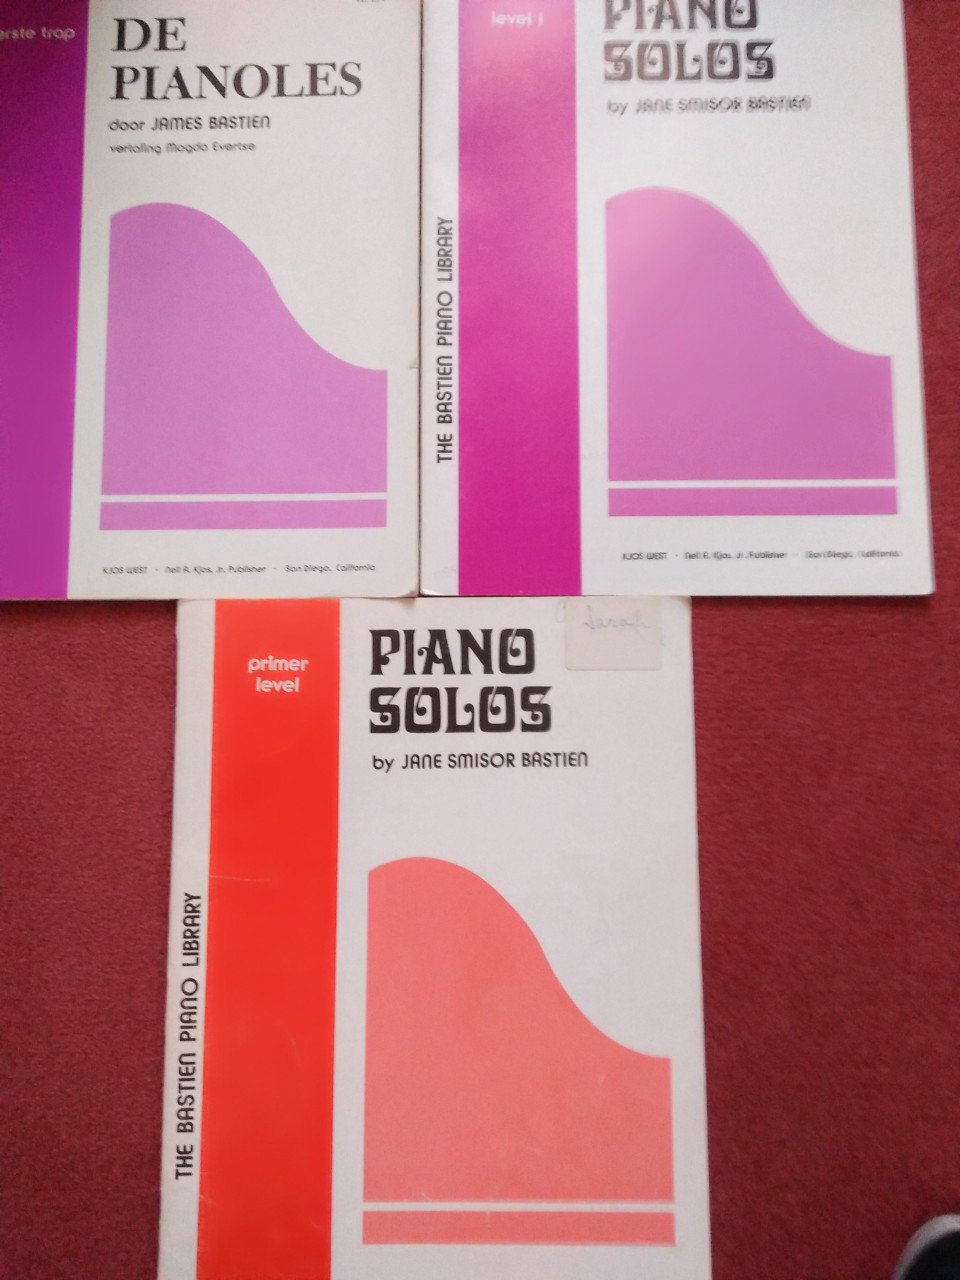 erste trap
DE
PIANOLES
door JAMES BASTIEN
vertaling Magda Evertse
KJOS WEST · Neil A. Kjos, Jr. Publisher · San Diego, California
level 1
PIANO
SOLOS
by JANE SMISOR BASTIEN
THE BASTIEN PIANO LIBRARY
KJOS WEST · Neil A. Kjos, Jr. Publisher · San Diego, California
primer
level
PIANO
SOLOS
by JANE SMISOR BASTIEN
THE BASTIEN PIANO LIBRARY
Sarah